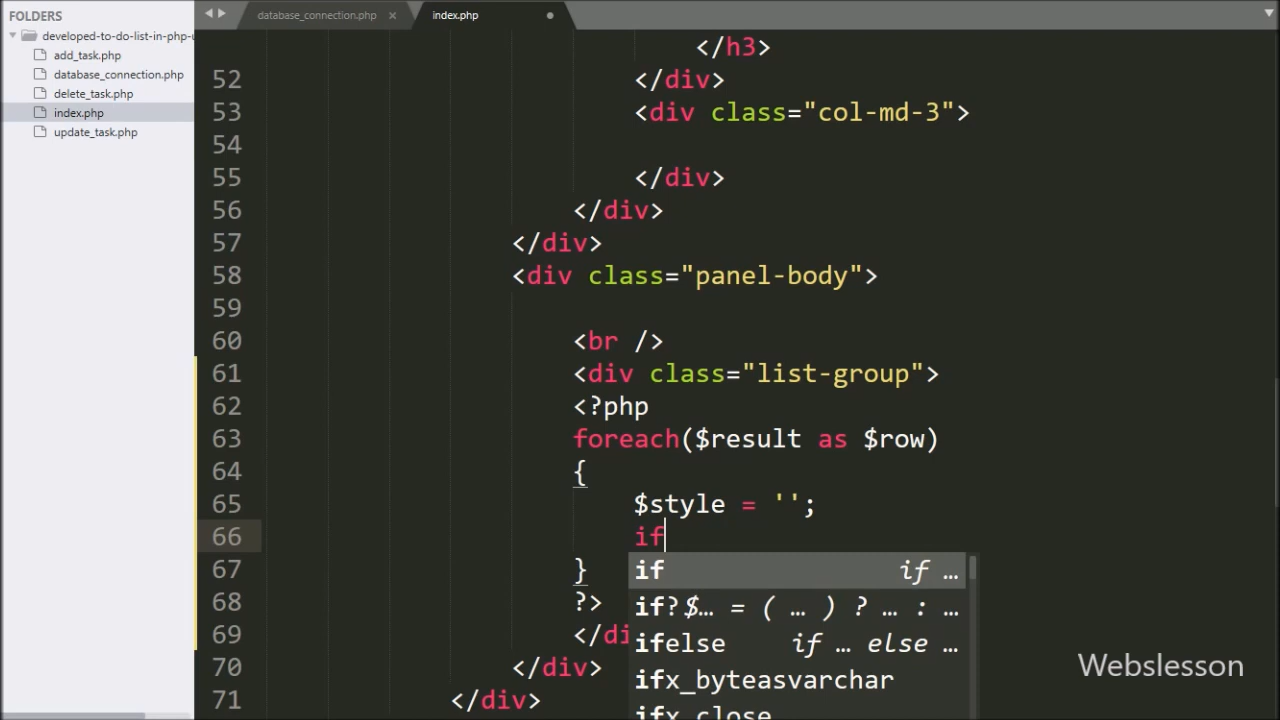 FOLDERS
developed-to-do-list-in-php-u
add_task.php
database_connection.php
delete_task.php
index.php
update_task.php
database_connection.php ×
index.php
</h3>
52 </div>
53 <div class="col-md-3">
54
55 </div>
56 </div>
57 </div>
58 <div class="panel-body">
59
60 <br />
61 <div class="list-group">
62 <?php
63 foreach($result as $row)
64 {
65 $style = '';
66 if
67 }
68 ?>
69 </di
70 </div>
71 </div>
if if …
if?$… = ( … ) ? … : …
ifelse if … else …
ifx_byteasvarchar
ifx_close
Webslesson